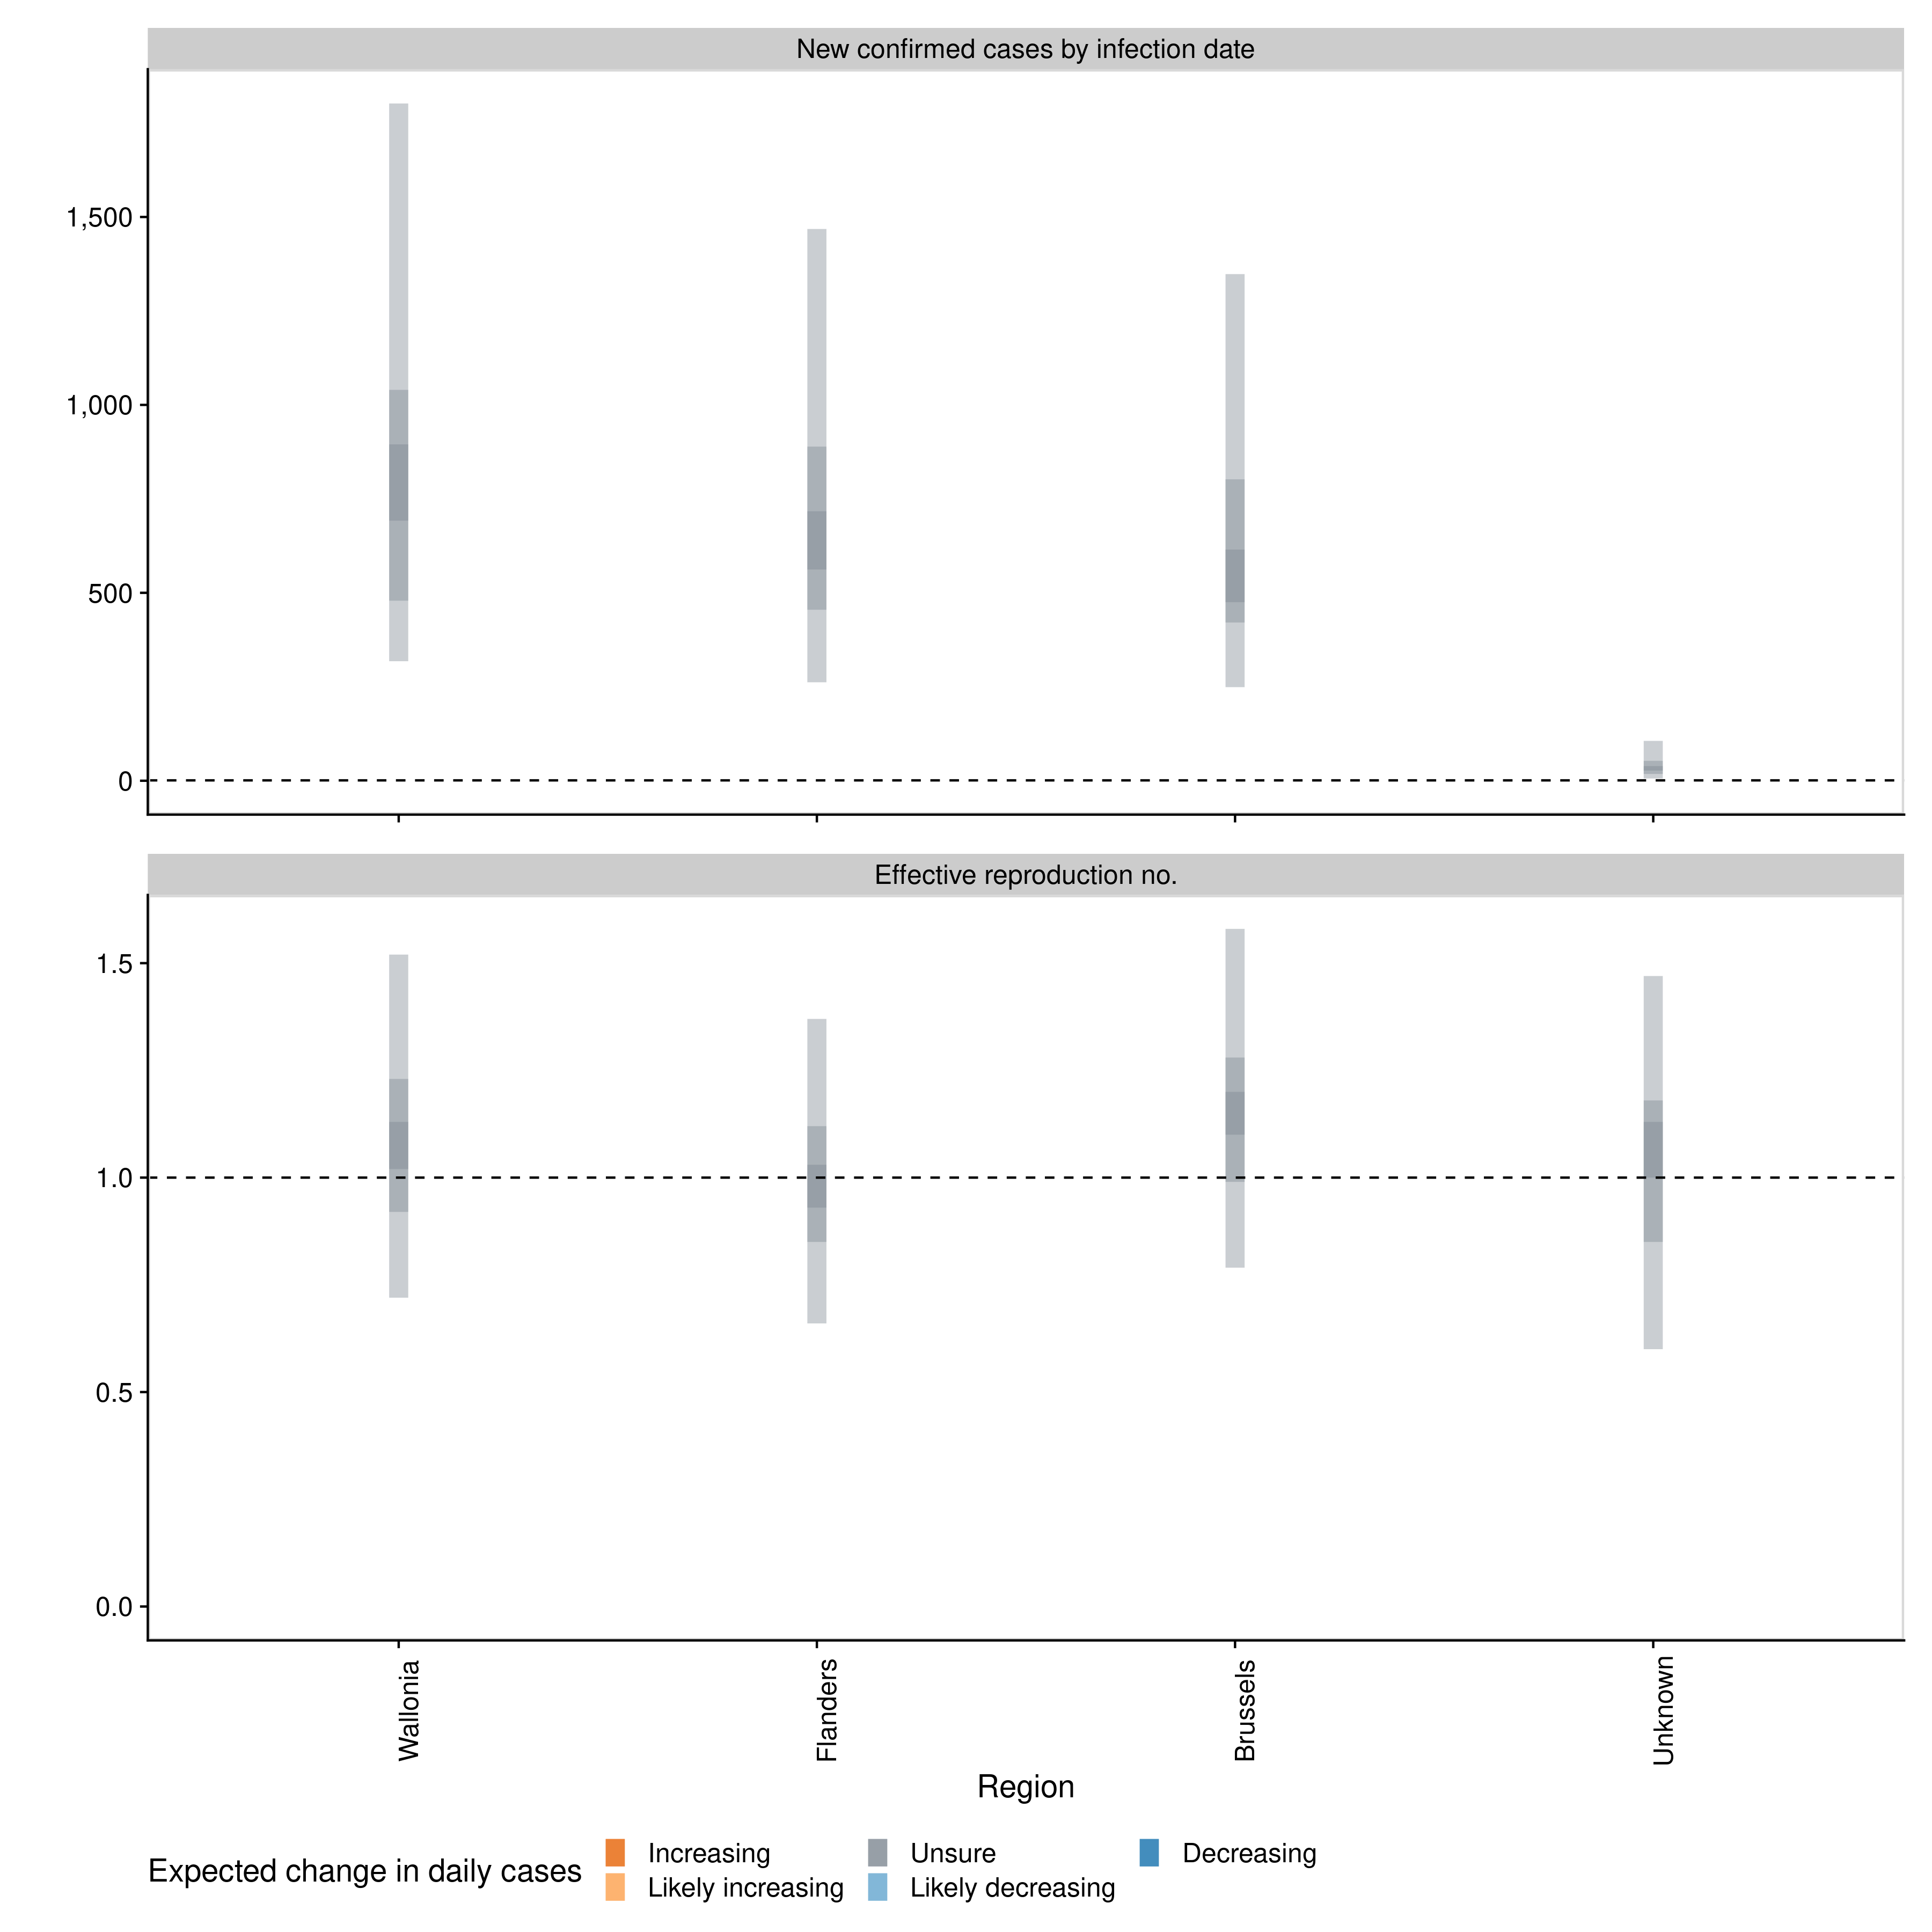 New confirmed cases by infection date
1,500
1,000
500
0
Effective reproduction no.
1.5
1.0
0.5
0.0
Wallonia
Flanders
Brussels
Unknown
Region
Expected change in daily cases
Increasing
Likely increasing
Unsure
Likely decreasing
Decreasing